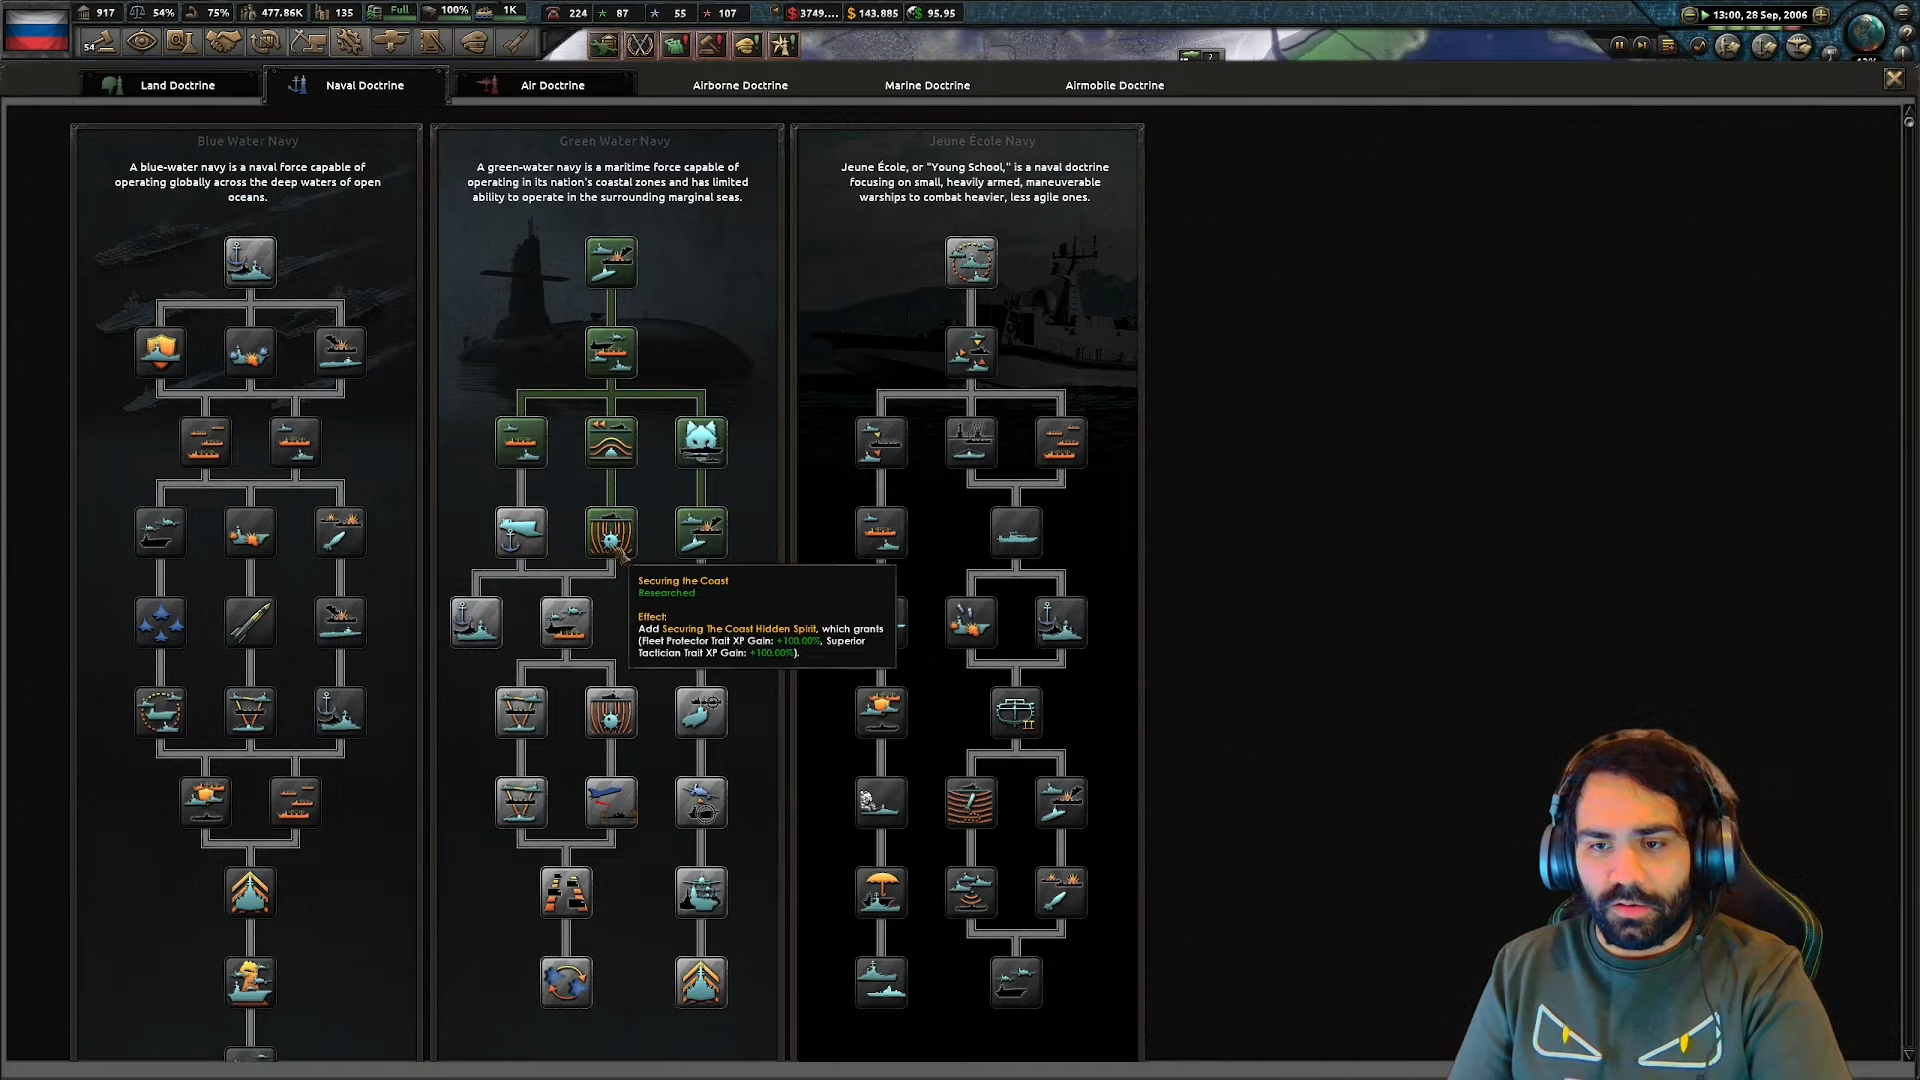 917 54% 75% 477.86K 135 Full 100% 1K 224 87 55 107 $3749.... $143.885 95.95 13:00, 28 Sep, 2006
54
Land Doctrine Naval Doctrine Air Doctrine Airborne Doctrine Marine Doctrine Airmobile Doctrine
Blue Water Navy
A blue-water navy is a naval force capable of
operating globally across the deep waters of open
oceans.
Green Water Navy
A green-water navy is a maritime force capable of
operating in its nation's coastal zones and has limited
ability to operate in the surrounding marginal seas.
Jeune École Navy
Jeune École, or "Young School," is a naval doctrine
focusing on small, heavily armed, maneuverable
warships to combat heavier, less agile ones.
Securing the Coast
Researched
Effect:
Add Securing The Coast Hidden Spirit, which grants
(Fleet Protector Trait XP Gain: +100.00%, Superior
Tactician Trait XP Gain: +100.00%).
II